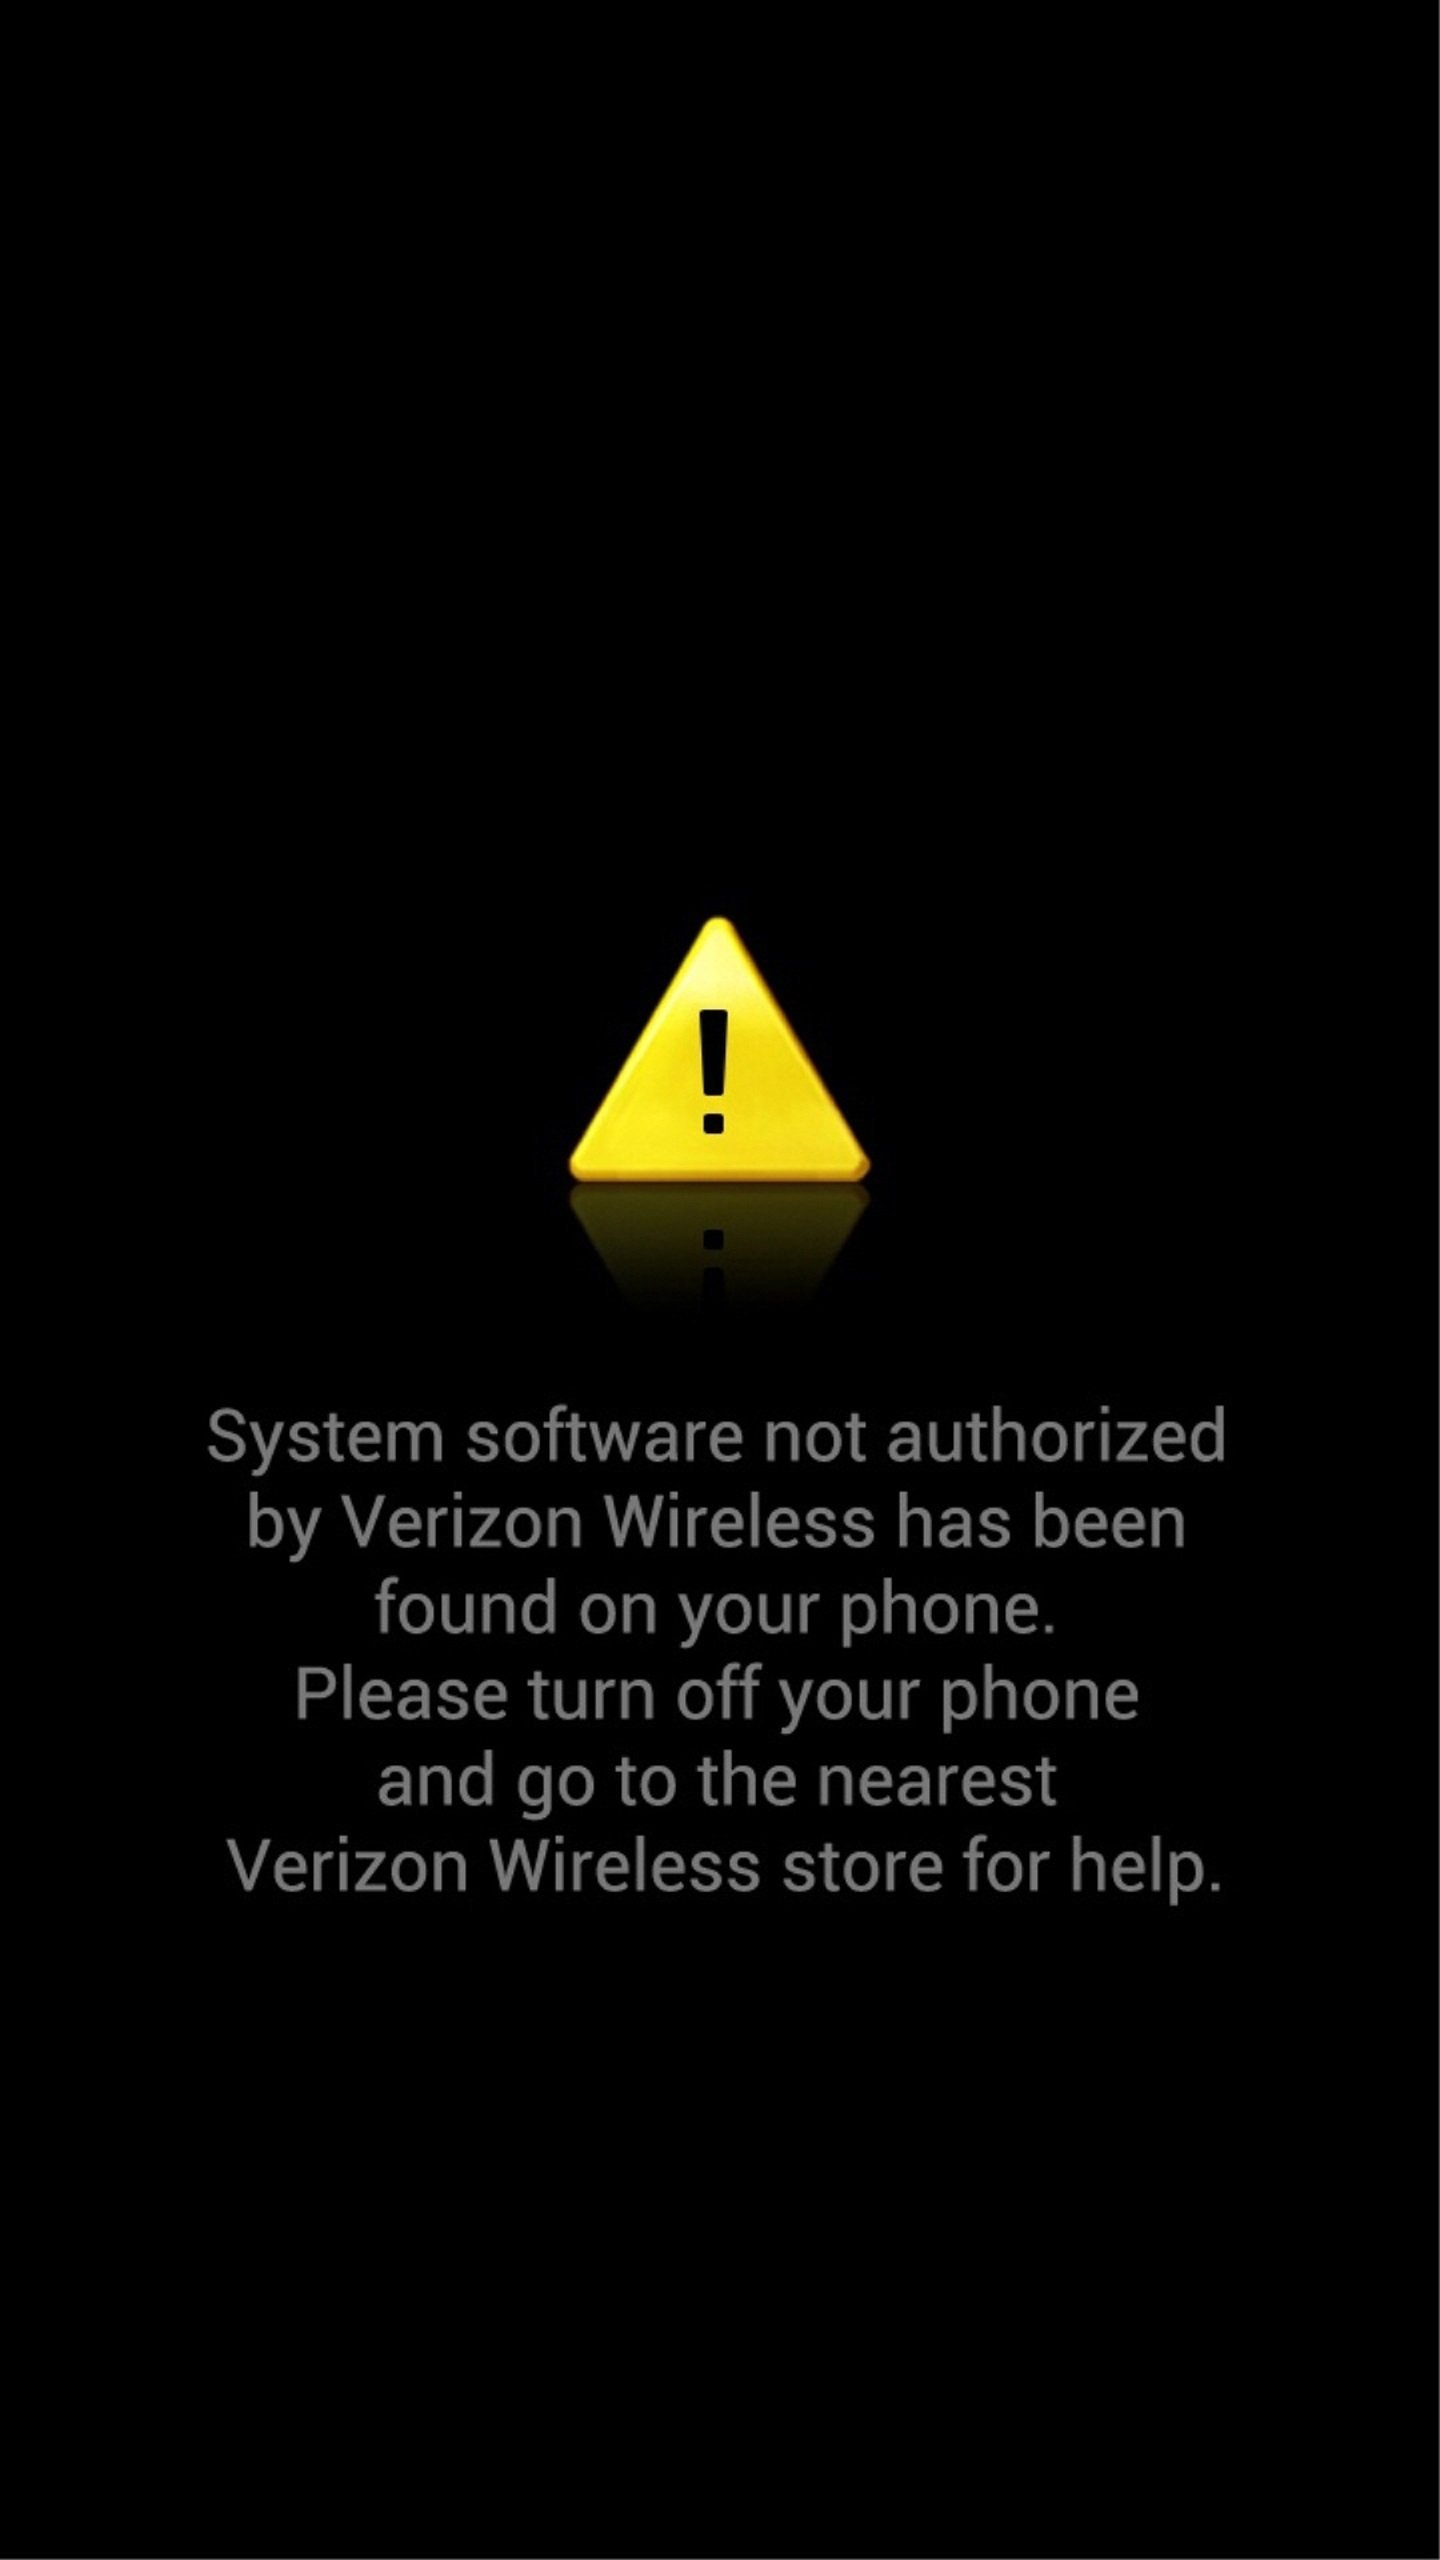 !
System software not authorized
by Verizon Wireless has been
found on your phone.
Please turn off your phone
and go to the nearest
Verizon Wireless store for help.